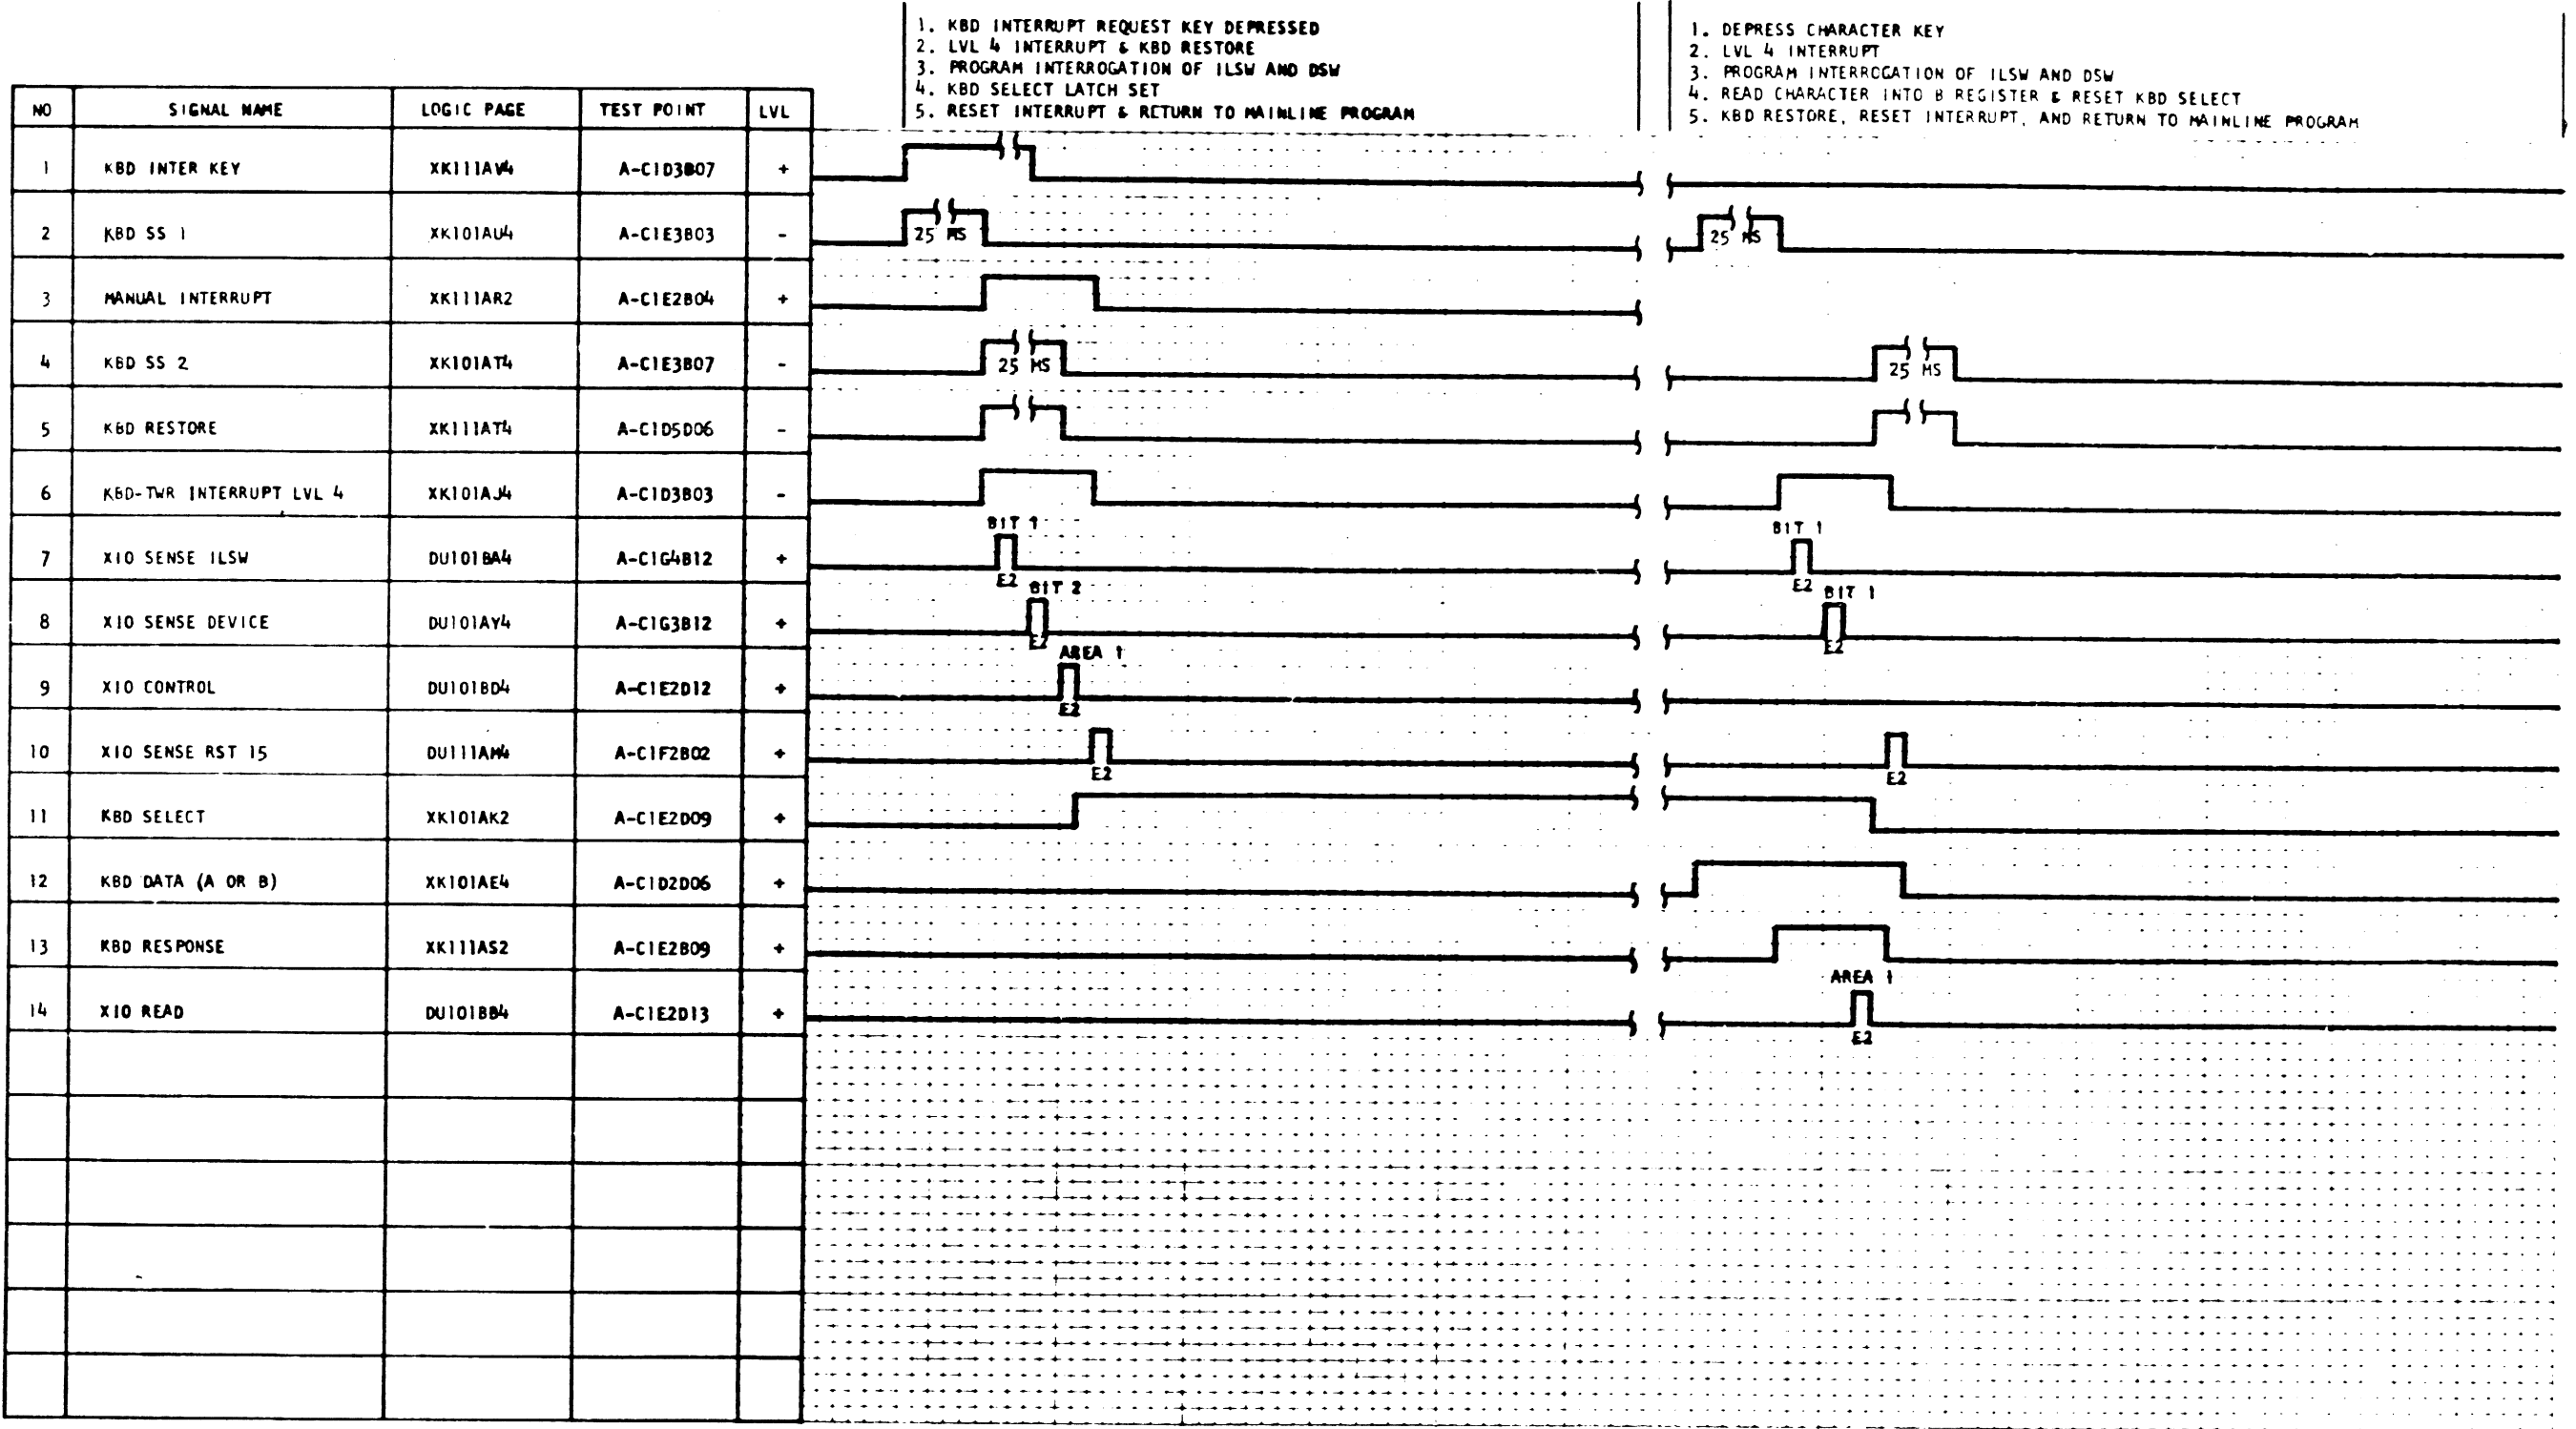 1. KBD INTERRUPT REQUEST KEY DEPRESSED
2. LVL 4 INTERRUPT & KBD RESTORE
3. PROGRAM INTERROGATION OF ILSW AND DSW
4. KBD SELECT LATCH SET
5. RESET INTERRUPT & RETURN TO MAINLINE PROGRAM
1. DEPRESS CHARACTER KEY
2. LVL 4 INTERRUPT
3. PROGRAM INTERROGATION OF ILSW AND DSW
4. READ CHARACTER INTO B REGISTER & RESET KBD SELECT
5. KBD RESTORE, RESET INTERRUPT, AND RETURN TO MAINLINE PROGRAM
NO SIGNAL NAME LOGIC PAGE TEST POINT LVL
1 KBD INTER KEY XK111AV4 A-C1D3B07 +
2 KBD SS 1 XK101AU4 A-C1E3B03 - 25 MS 25 MS
3 MANUAL INTERRUPT XK111AR2 A-C1E2B04 +
4 KBD SS 2 XK101AT4 A-C1E3B07 - 25 MS 25 MS
5 KBD RESTORE XK111AT4 A-C1D5D06 -
6 KBD-TWR INTERRUPT LVL 4 XK101AJ4 A-C1D3B03 -
BIT 1 BIT 1
7 XIO SENSE ILSW DU101BA4 A-C1G4B12 +
E2 E2
BIT 2 BIT 1
8 XIO SENSE DEVICE DU101AY4 A-C1G3B12 +
E2 E2
AREA 1
9 XIO CONTROL DU101BD4 A-C1E2D12 +
E2
10 XIO SENSE RST 15 DU111AM4 A-C1F2B02 +
E2 E2
11 KBD SELECT XK101AK2 A-C1E2D09 +
12 KBD DATA (A OR B) XK101AE4 A-C1D2D06 +
13 KBD RESPONSE XK111AS2 A-C1E2B09 +
AREA 1
14 XIO READ DU101BB4 A-C1E2D13 +
E2